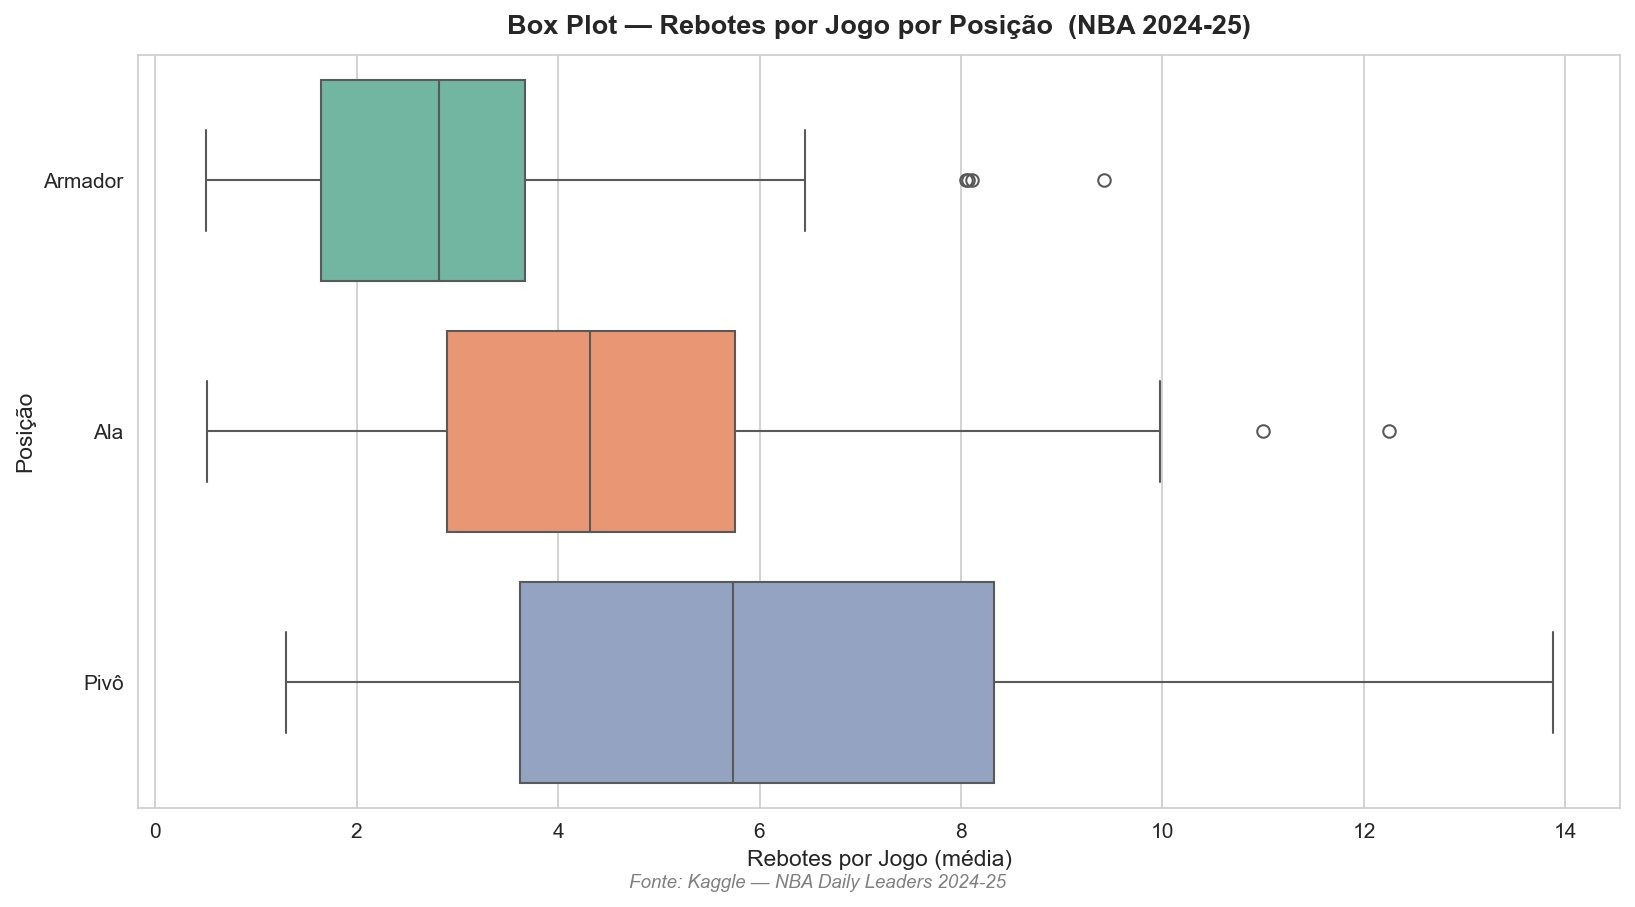 Box Plot — Rebotes por Jogo por Posição  (NBA 2024-25)
Armador
Ala
Pivô
Posição
0 2 4 6 8 10 12 14
Rebotes por Jogo (média)
Fonte: Kaggle — NBA Daily Leaders 2024-25